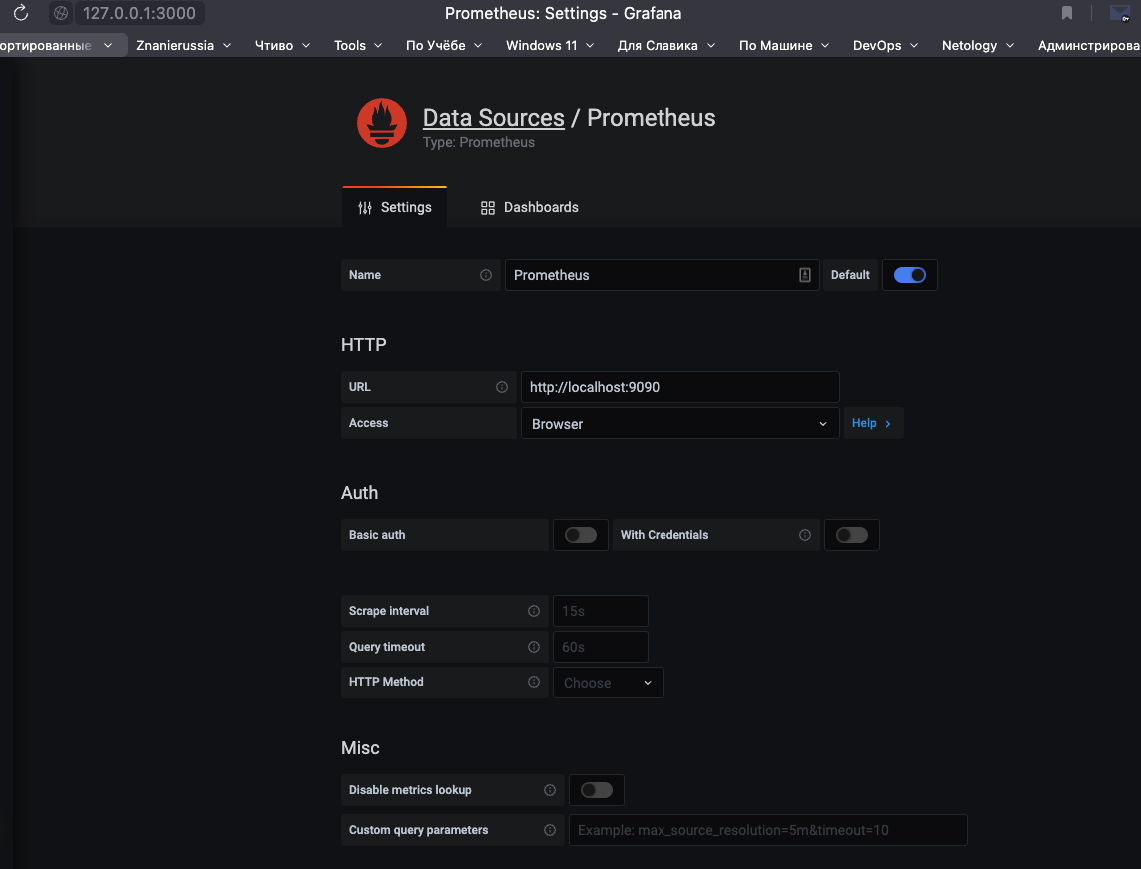 127.0.0.1:3000 Prometheus: Settings - Grafana
ортированные Znanierussia Чтиво Tools По Учёбе Windows 11 Для Славика По Машине DevOps Netology Админстрирова
Data Sources / Prometheus
Type: Prometheus
Settings Dashboards
Name Prometheus Default
HTTP
URL http://localhost:9090
Access Browser Help
Auth
Basic auth With Credentials
Scrape interval 15s
Query timeout 60s
HTTP Method Choose
Misc
Disable metrics lookup
Custom query parameters Example: max_source_resolution=5m&timeout=10